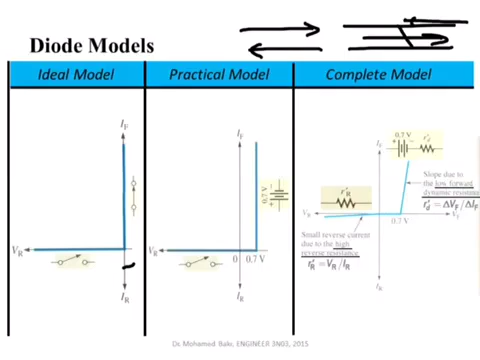 Diode Models
Ideal Model
Practical Model
Complete Model
I_F
V_R
I_R
I_F
0.7 V
V_R
0 0.7 V
I_R
0.7 V r'_d
I_F
r'_R
Slope due to
the low forward
dynamic resistance
r'_d = ΔV_F / ΔI_F
V_R
V_F
0.7 V
Small reverse current
due to the high
reverse resistance
r'_R = V_R / I_R
I_R
Dr. Mohamed Bakr, ENGINEER 3N03, 2015